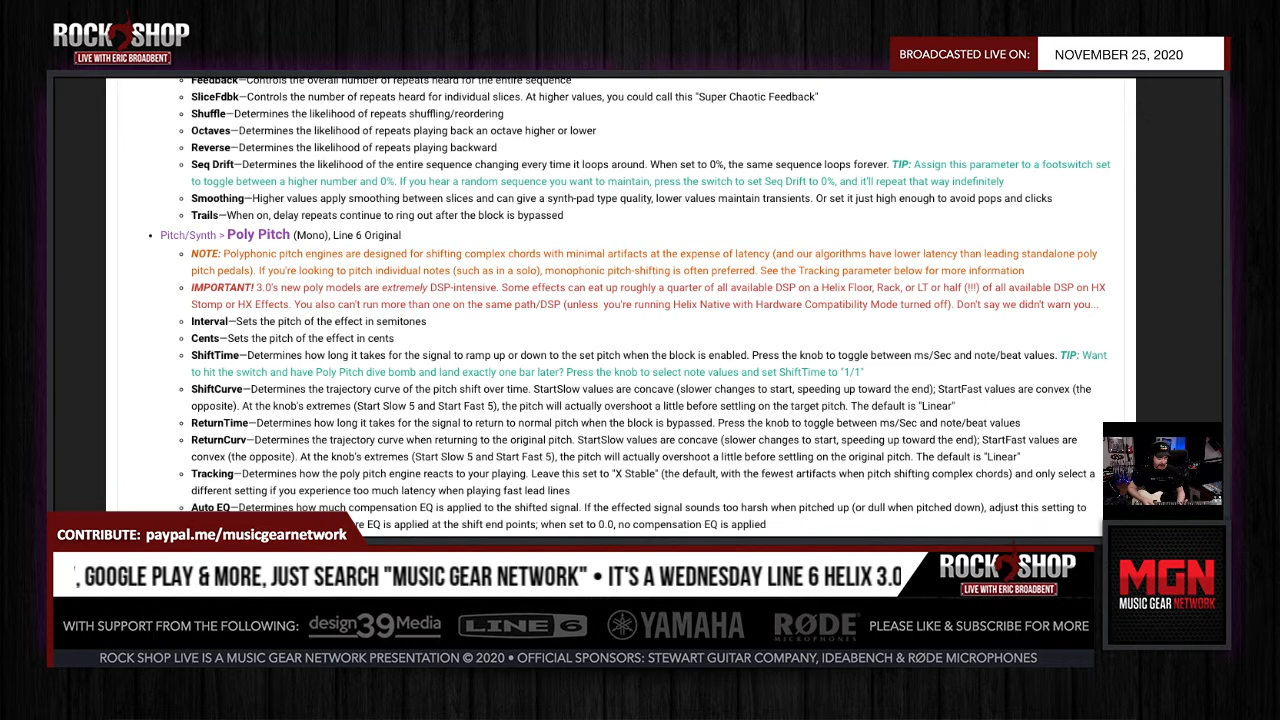 ROCK SHOP
LIVE WITH ERIC BROADBENT
BROADCASTED LIVE ON:
NOVEMBER 25, 2020
Feedback—Controls the overall number of repeats heard for the entire sequence
SliceFdbk—Controls the number of repeats heard for individual slices. At higher values, you could call this "Super Chaotic Feedback"
Shuffle—Determines the likelihood of repeats shuffling/reordering
Octaves—Determines the likelihood of repeats playing back an octave higher or lower
Reverse—Determines the likelihood of repeats playing backward
Seq Drift—Determines the likelihood of the entire sequence changing every time it loops around. When set to 0%, the same sequence loops forever. TIP: Assign this parameter to a footswitch set
to toggle between a higher number and 0%. If you hear a random sequence you want to maintain, press the switch to set Seq Drift to 0%, and it'll repeat that way indefinitely
Smoothing—Higher values apply smoothing between slices and can give a synth-pad type quality, lower values maintain transients. Or set it just high enough to avoid pops and clicks
Trails—When on, delay repeats continue to ring out after the block is bypassed
Pitch/Synth > Poly Pitch (Mono), Line 6 Original
NOTE: Polyphonic pitch engines are designed for shifting complex chords with minimal artifacts at the expense of latency (and our algorithms have lower latency than leading standalone poly
pitch pedals). If you're looking to pitch individual notes (such as in a solo), monophonic pitch-shifting is often preferred. See the Tracking parameter below for more information
IMPORTANT! 3.0's new poly models are extremely DSP-intensive. Some effects can eat up roughly a quarter of all available DSP on a Helix Floor, Rack, or LT or half (!!!) of all available DSP on HX
Stomp or HX Effects. You also can't run more than one on the same path/DSP (unless you're running Helix Native with Hardware Compatibility Mode turned off). Don't say we didn't warn you...
Interval—Sets the pitch of the effect in semitones
Cents—Sets the pitch of the effect in cents
ShiftTime—Determines how long it takes for the signal to ramp up or down to the set pitch when the block is enabled. Press the knob to toggle between ms/Sec and note/beat values. TIP: Want
to hit the switch and have Poly Pitch dive bomb and land exactly one bar later? Press the knob to select note values and set ShiftTime to "1/1"
ShiftCurve—Determines the trajectory curve of the pitch shift over time. StartSlow values are concave (slower changes to start, speeding up toward the end); StartFast values are convex (the
opposite). At the knob's extremes (Start Slow 5 and Start Fast 5), the pitch will actually overshoot a little before settling on the target pitch. The default is "Linear"
ReturnTime—Determines how long it takes for the signal to return to normal pitch when the block is bypassed. Press the knob to toggle between ms/Sec and note/beat values
ReturnCurv—Determines the trajectory curve when returning to the original pitch. StartSlow values are concave (slower changes to start, speeding up toward the end); StartFast values are
convex (the opposite). At the knob's extremes (Start Slow 5 and Start Fast 5), the pitch will actually overshoot a little before settling on the original pitch. The default is "Linear"
Tracking—Determines how the poly pitch engine reacts to your playing. Leave this set to "X Stable" (the default, with the fewest artifacts when pitch shifting complex chords) and only select a
different setting if you experience too much latency when playing fast lead lines
Auto EQ—Determines how much compensation EQ is applied to the shifted signal. If the effected signal sounds too harsh when pitched up (or dull when pitched down), adjust this setting to
re EQ is applied at the shift end points; when set to 0.0, no compensation EQ is applied
CONTRIBUTE: paypal.me/musicgearnetwork
, GOOGLE PLAY & MORE, JUST SEARCH "MUSIC GEAR NETWORK" • IT'S A WEDNESDAY LINE 6 HELIX 3.0
ROCK SHOP
LIVE WITH ERIC BROADBENT
MGN
MUSIC GEAR NETWORK
WITH SUPPORT FROM THE FOLLOWING: design39Media LINE 6 YAMAHA RØDE MICROPHONES PLEASE LIKE & SUBSCRIBE FOR MORE
ROCK SHOP LIVE IS A MUSIC GEAR NETWORK PRESENTATION © 2020 • OFFICIAL SPONSORS: STEWART GUITAR COMPANY, IDEABENCH & RØDE MICROPHONES